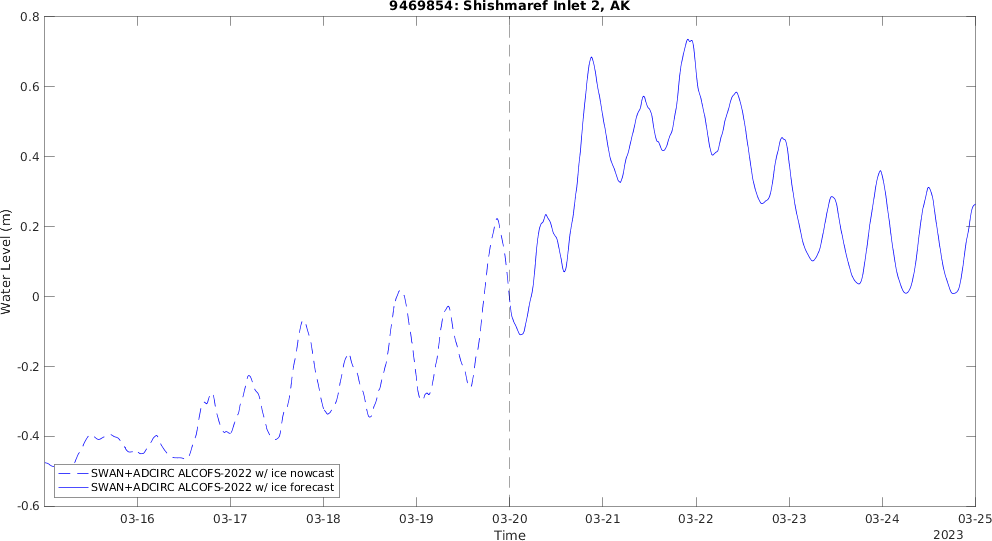 9469854: Shishmaref Inlet 2, AK
0.8
0.6
0.4
0.2
0
-0.2
-0.4
-0.6
Water Level (m)
SWAN+ADCIRC ALCOFS-2022 w/ ice nowcast
SWAN+ADCIRC ALCOFS-2022 w/ ice forecast
03-16 03-17 03-18 03-19 03-20 03-21 03-22 03-23 03-24 03-25
Time
2023